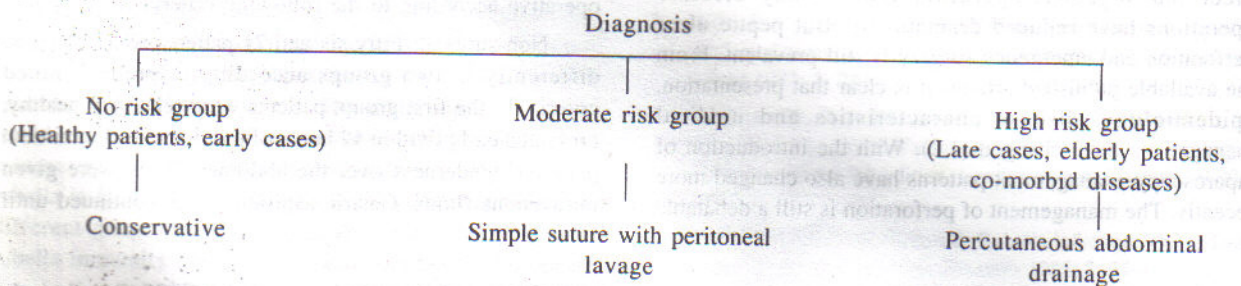 Diagnosis
No risk group
(Healthy patients, early cases)
Conservative
Moderate risk group
Simple suture with peritoneal
lavage
High risk group
(Late cases, elderly patients,
co-morbid diseases)
Percutaneous abdominal
drainage